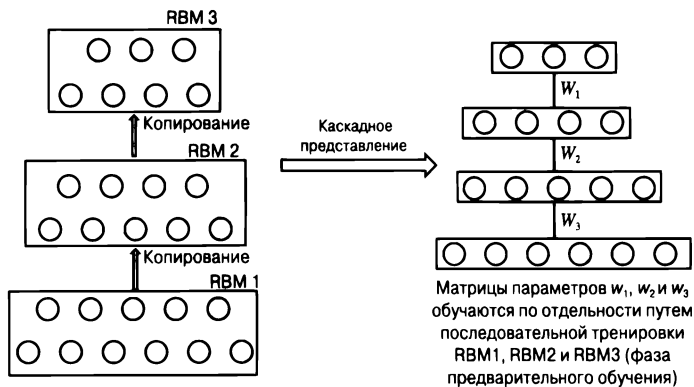 RBM 3
Копирование
RBM 2
Копирование
RBM 1
Каскадное
представление
W₁
W₂
W₃
Матрицы параметров w₁, w₂ и w₃
обучаются по отдельности путем
последовательной тренировки
RBM1, RBM2 и RBM3 (фаза
предварительного обучения)